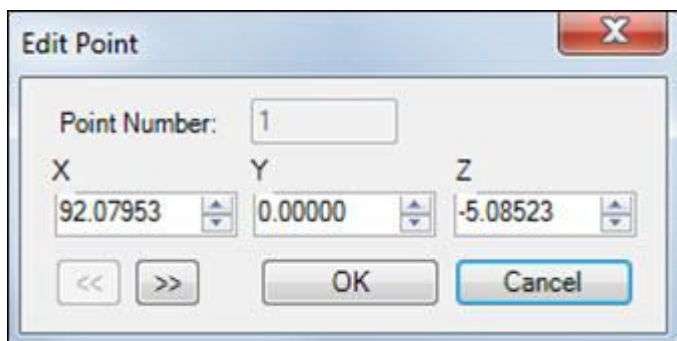 Edit Point
X
Point Number: 1
X Y Z
92.07953 0.00000 -5.08523
<< >> OK Cancel